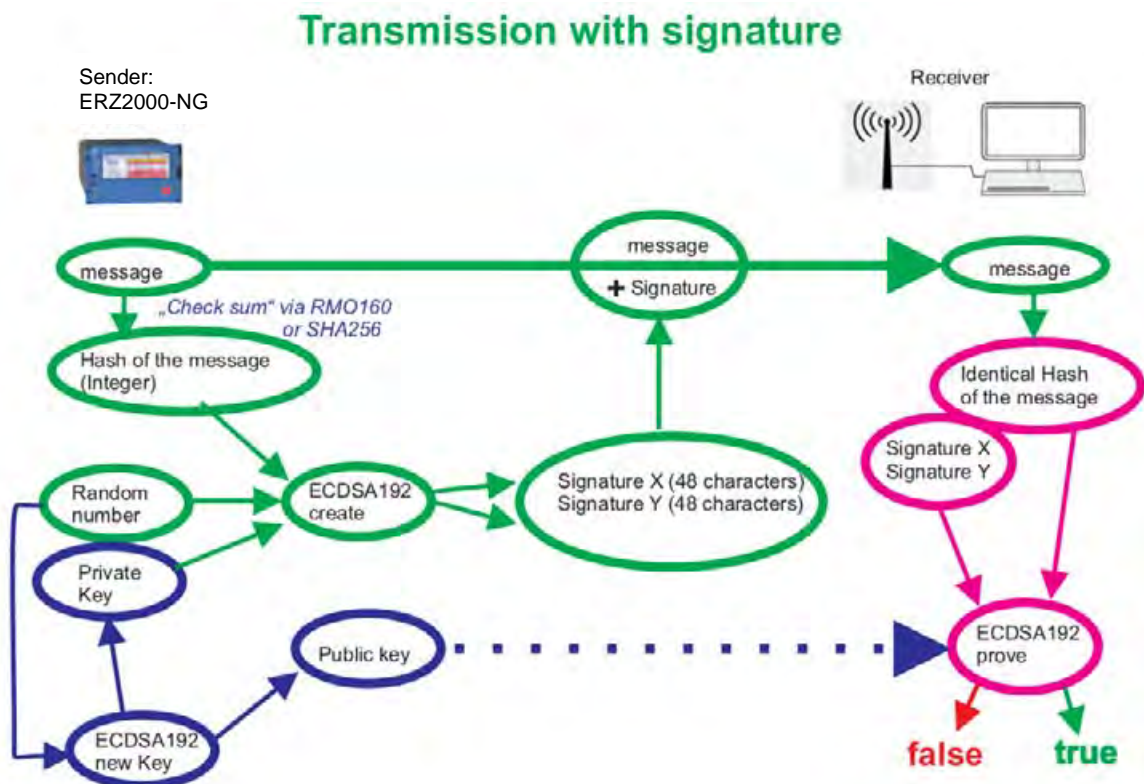 Transmission with signature
Sender:
ERZ2000-NG
Receiver
message
message
+ Signature
message
„Check sum“ via RMO160
or SHA256
Hash of the message
(Integer)
Identical Hash
of the message
Signature X
Signature Y
Random
number
ECDSA192
create
Signature X (48 characters)
Signature Y (48 characters)
Private
Key
Public key
ECDSA192
prove
ECDSA192
new Key
false
true